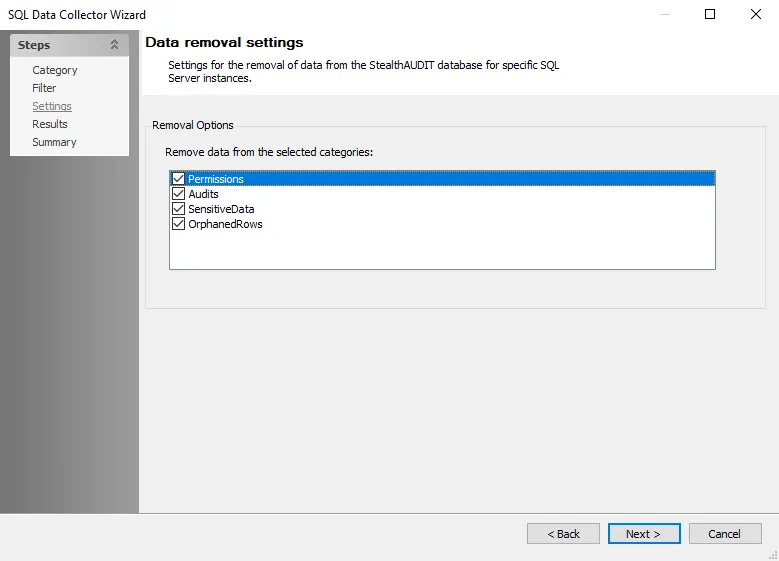 SQL Data Collector Wizard
Steps
Category
Filter
Settings
Results
Summary
Data removal settings
Settings for the removal of data from the StealthAUDIT database for specific SQL
Server instances.
Removal Options
Remove data from the selected categories:
Permissions
Audits
SensitiveData
OrphanedRows
< Back
Next >
Cancel